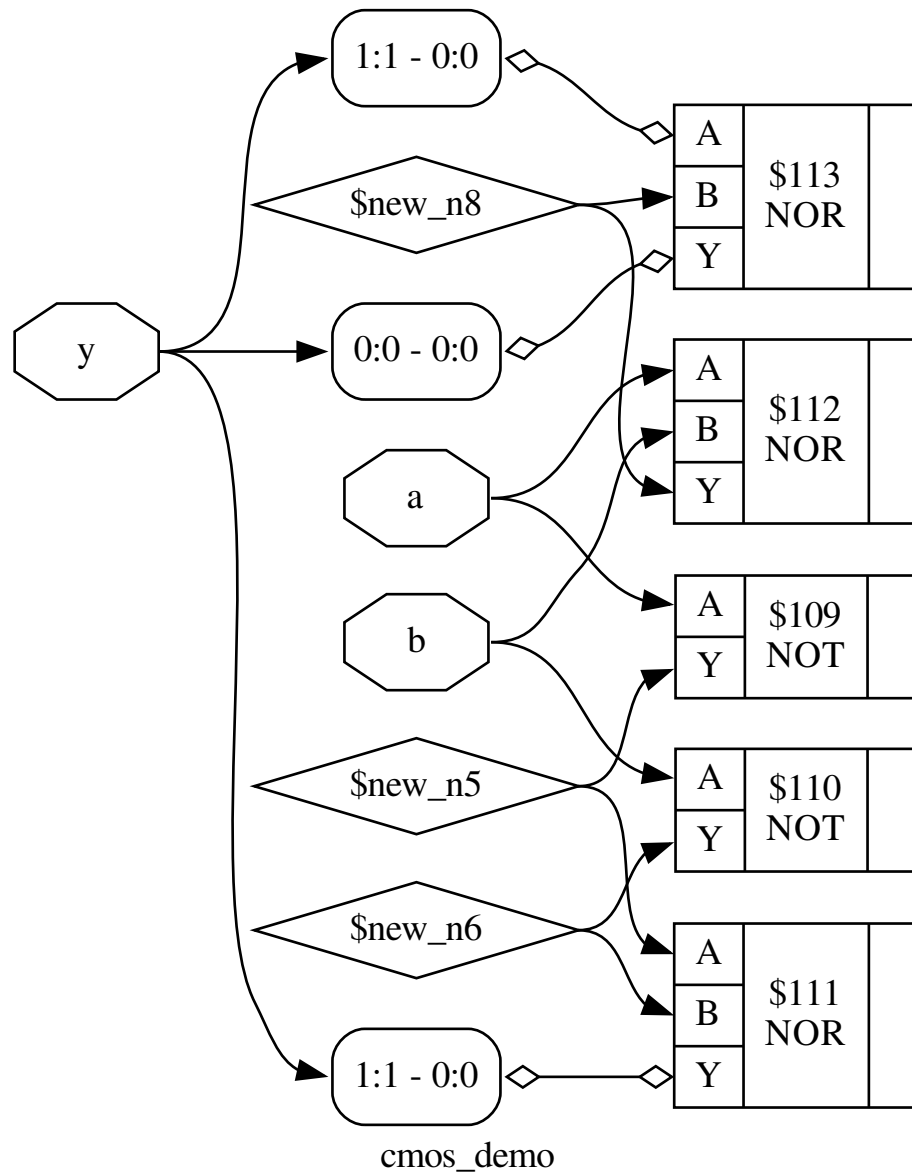 1:1 - 0:0
A
B
Y
$113
NOR
$new_n8
y
0:0 - 0:0
A
B
Y
$112
NOR
a
b
A
Y
$109
NOT
$new_n5
A
Y
$110
NOT
$new_n6
A
B
Y
$111
NOR
1:1 - 0:0
cmos_demo